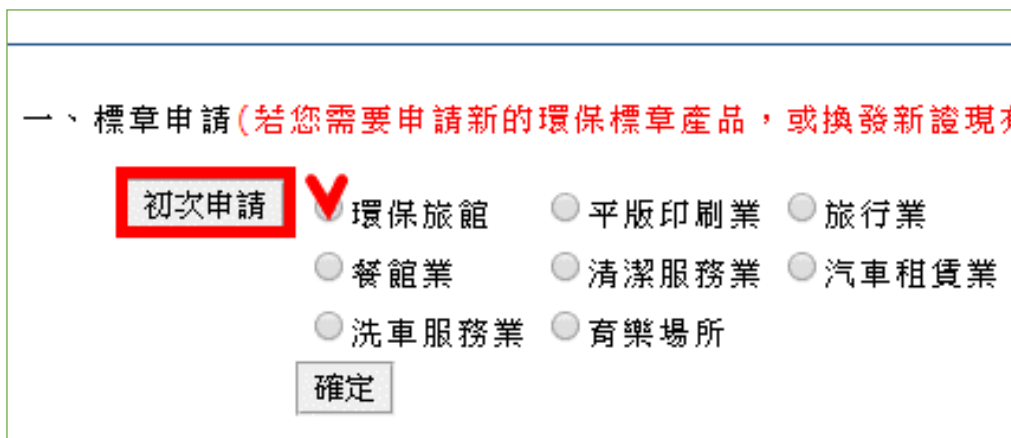 一、標章申請(若您需要申請新的環保標章產品，或換發新證現
初次申請 環保旅館 平版印刷業 旅行業
餐館業 清潔服務業 汽車租賃業
洗車服務業 育樂場所
確定